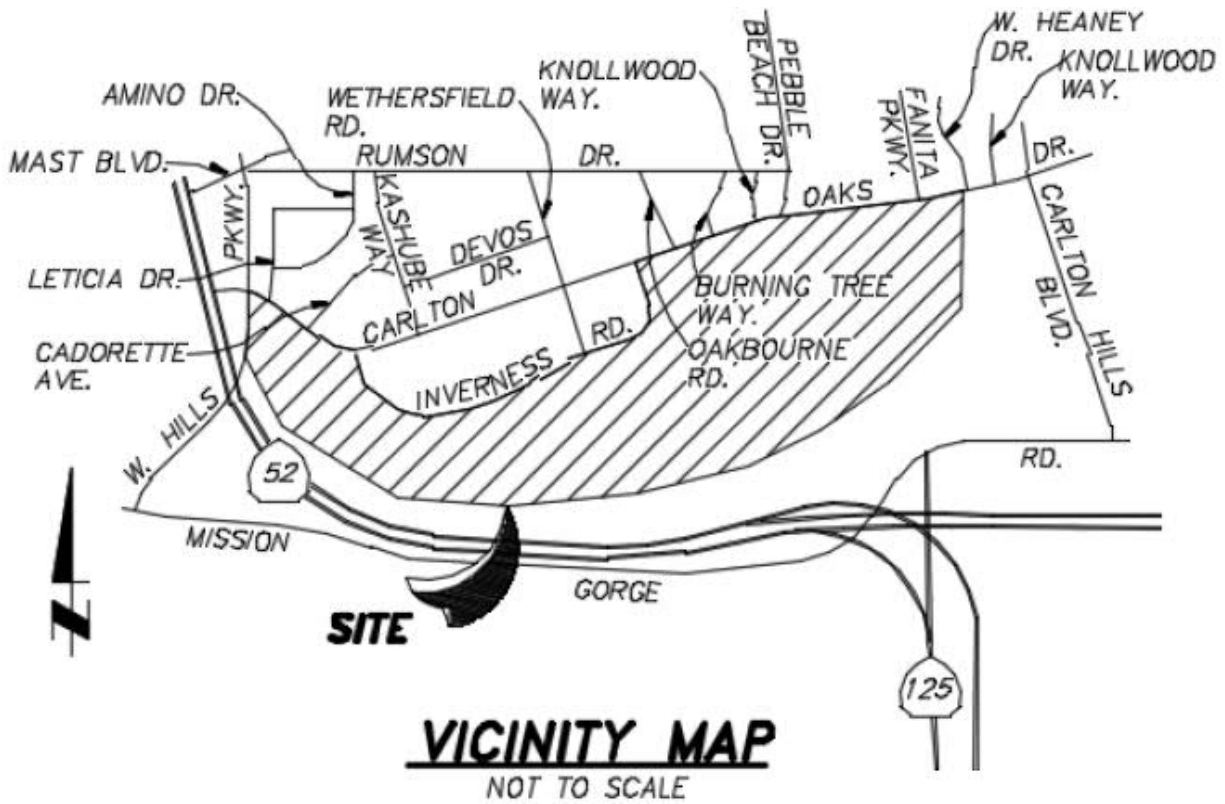 W. HEANEY
DR.
KNOLLWOOD
WAY.
KNOLLWOOD
WAY.
PEBBLE
BEACH DR.
FANITA
PKWY.
AMINO DR.
WETHERSFIELD
RD.
MAST BLVD.
RUMSON DR.
DR.
OAKS
PKWY.
KASHUBE
WAY
DEVOS
DR.
LETICIA DR.
CARLTON
BURNING TREE
WAY.
CARLTON HILLS
BLVD.
CADORETTE
AVE.
INVERNESS RD.
OAKBOURNE
RD.
W. HILLS
52
RD.
MISSION
GORGE
N
SITE
125
VICINITY MAP
NOT TO SCALE